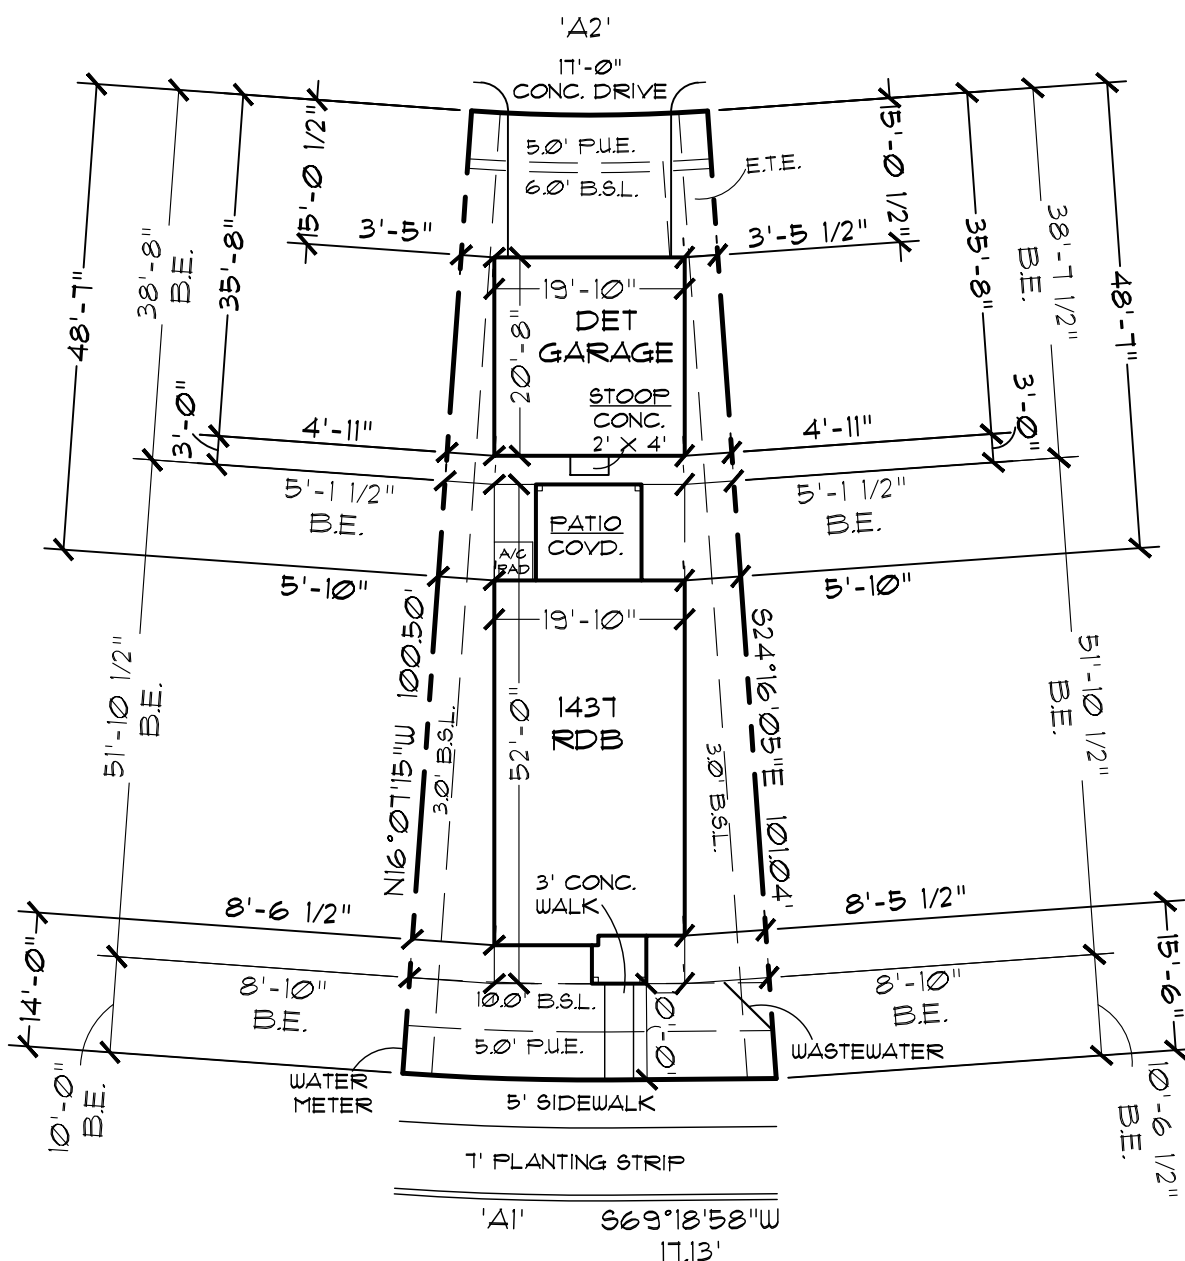 'A2'
17'-0"
CONC. DRIVE
5.0' P.U.E.
6.0' B.S.L.
E.T.E.
15'-0 1/2"
15'-0 1/2"
3'-5"
3'-5 1/2"
48'-7"
38'-8"
B.E.
35'-8"
35'-8"
38'-7 1/2"
B.E.
48'-7"
19'-10"
DET
GARAGE
20'-8"
STOOP
CONC.
2' X 4'
3'-0"
4'-11"
4'-11"
3'-0"
5'-1 1/2"
B.E.
5'-1 1/2"
B.E.
PATIO
COVD.
A/C
PAD
5'-10"
5'-10"
19'-10"
N16°07'15"W 100.50'
S24°16'05"E 101.04'
51'-10 1/2"
B.E.
51'-10 1/2"
B.E.
1437
RDB
52'-0"
3.0' B.S.L.
3.0' B.S.L.
3' CONC.
WALK
8'-6 1/2"
8'-5 1/2"
14'-0"
15'-6"
8'-10"
B.E.
8'-10"
B.E.
10.0' B.S.L.
5.0' P.U.E.
WASTEWATER
WATER
METER
10'-0"
B.E.
10'-6 1/2"
B.E.
5' SIDEWALK
7' PLANTING STRIP
'A1'
S69°18'58"W
17.13'